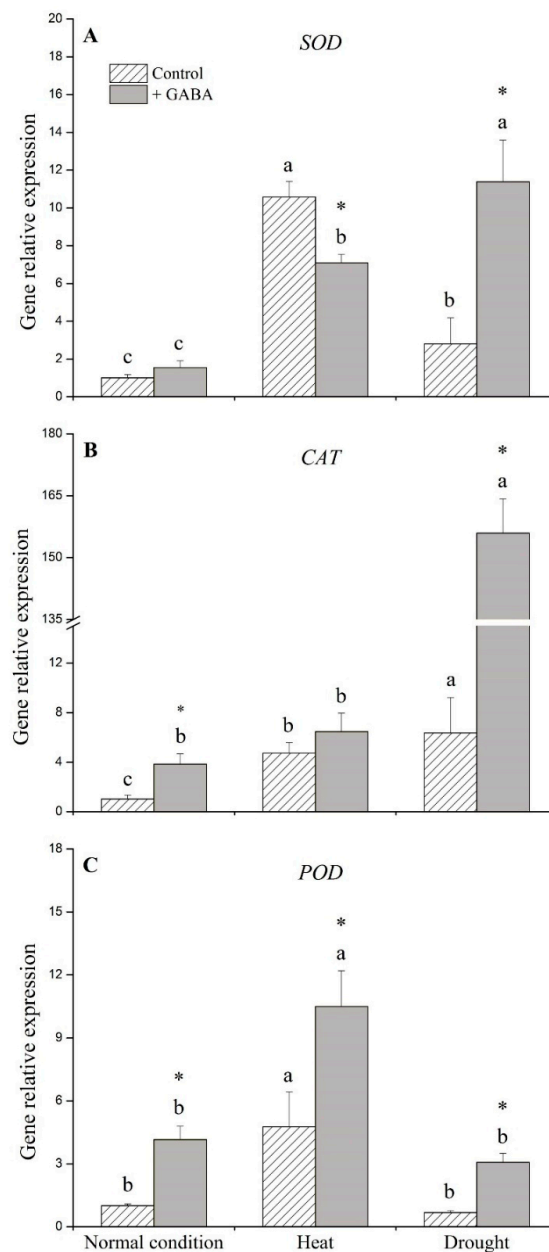 A
SOD
Control
+ GABA
Gene relative expression
20
18
16
14
12
10
8
6
4
2
0
c
c
a
*
b
b
*
a
B
CAT
Gene relative expression
180
165
150
135
12
8
4
0
c
*
b
b
b
a
*
a
C
POD
Gene relative expression
18
15
12
9
6
3
0
b
*
b
a
*
a
b
*
b
Normal condition Heat Drought